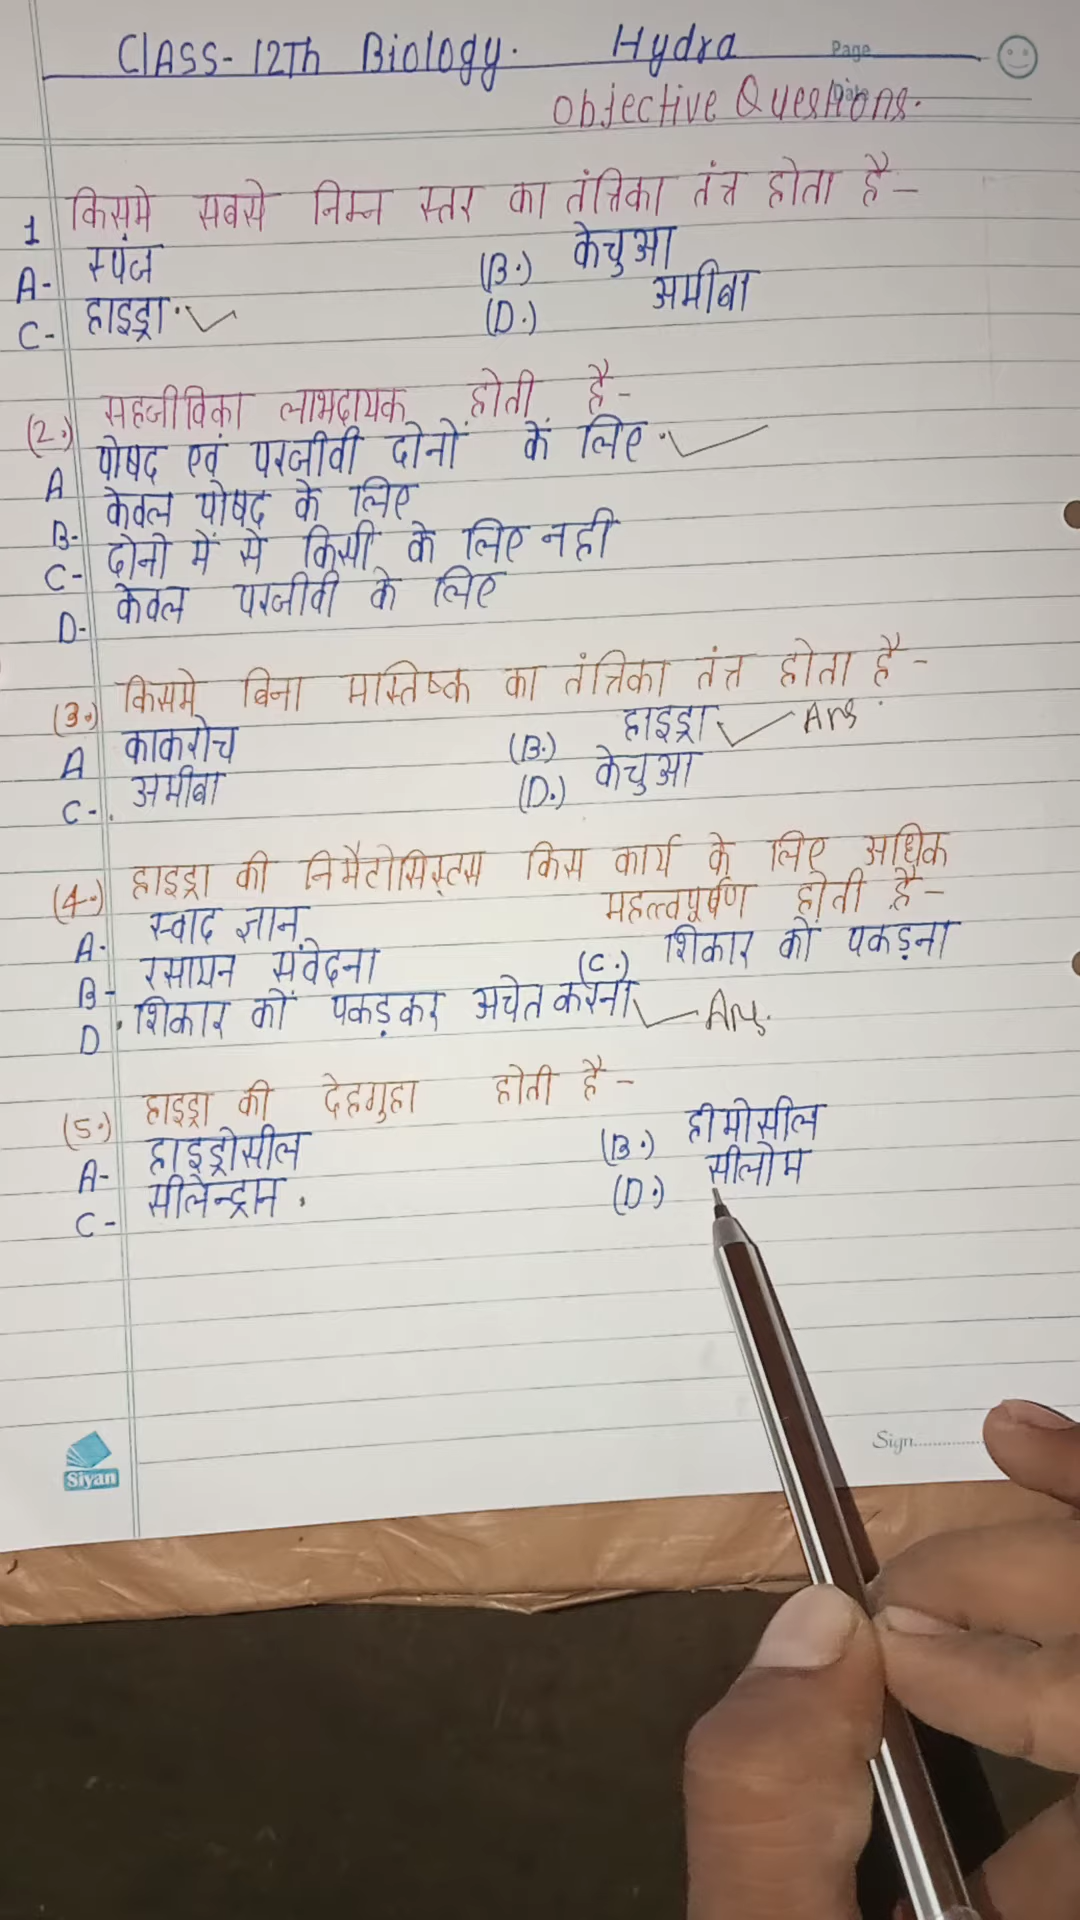 CLASS- 12Th Biology. Hydra Page
Objective Questions. Date
1 किसमे सबसे निम्न स्तर का तंत्रिका तंत्र होता है -
A- स्पंज (B.) केचुआ
C- हाइड्रा. (D.) अमीबा
(2.) सहजीविका लाभदायक होती है -
A पोषद एवं परजीवी दोनों के लिए.
B- केवल पोषद के लिए
C- दोनो में से किसी के लिए नही
D- केवल परजीवी के लिए
(3.) किसमे बिना मास्तिष्क का तंत्रिका तंत्र होता है -
A काकरोच (B.) हाइड्रा Ans
C-. अमीबा (D.) केचुआ
(4.) हाइड्रा की निमैटोसिस्टस किस कार्य के लिए अधिक
महत्त्वपूर्षण होती है -
A- स्वाद ज्ञान
B- रसायन संवेदना (C.) शिकार कों पकड़ना
D शिकार कों पकड़कर अचेत करना Ans.
(5.) हाइड्रा की देहगुहा होती है -
A- हाइड्रोसील (B.) हीमोसील
C- सीलेन्द्रान (D.) सीलोम
Siyan
Sign..............